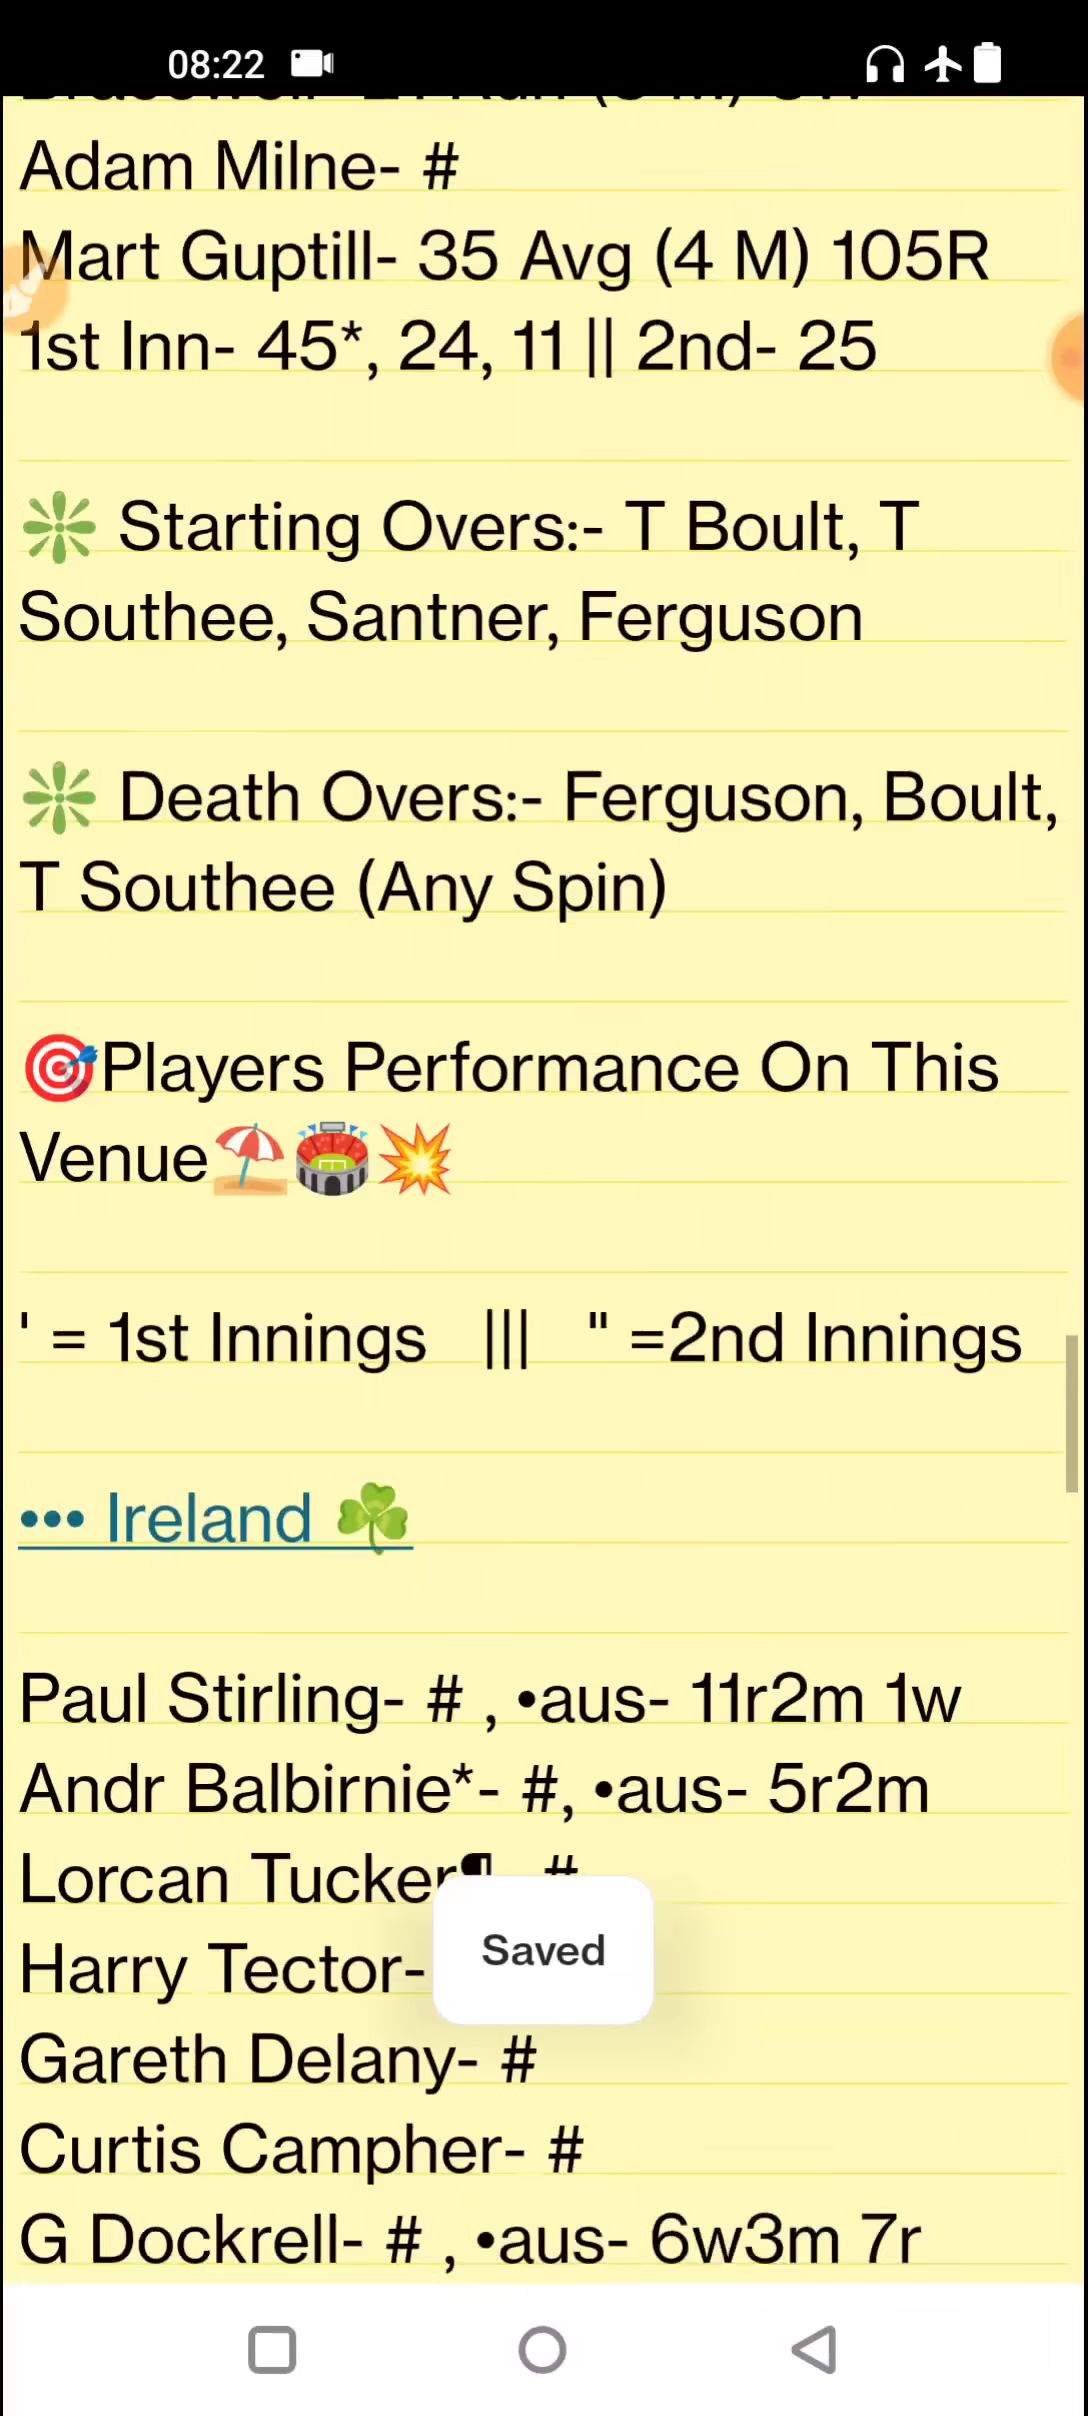 08:22
Adam Milne- #
Mart Guptill- 35 Avg (4 M) 105R
1st Inn- 45*, 24, 11 || 2nd- 25
Starting Overs:- T Boult, T
Southee, Santner, Ferguson
Death Overs:- Ferguson, Boult,
T Southee (Any Spin)
Players Performance On This
Venue
' = 1st Innings ||| " =2nd Innings
••• Ireland
Paul Stirling- # , •aus- 11r2m 1w
Andr Balbirnie*- #, •aus- 5r2m
Lorcan Tucker¶- #
Harry Tector-
Saved
Gareth Delany- #
Curtis Campher- #
G Dockrell- # , •aus- 6w3m 7r